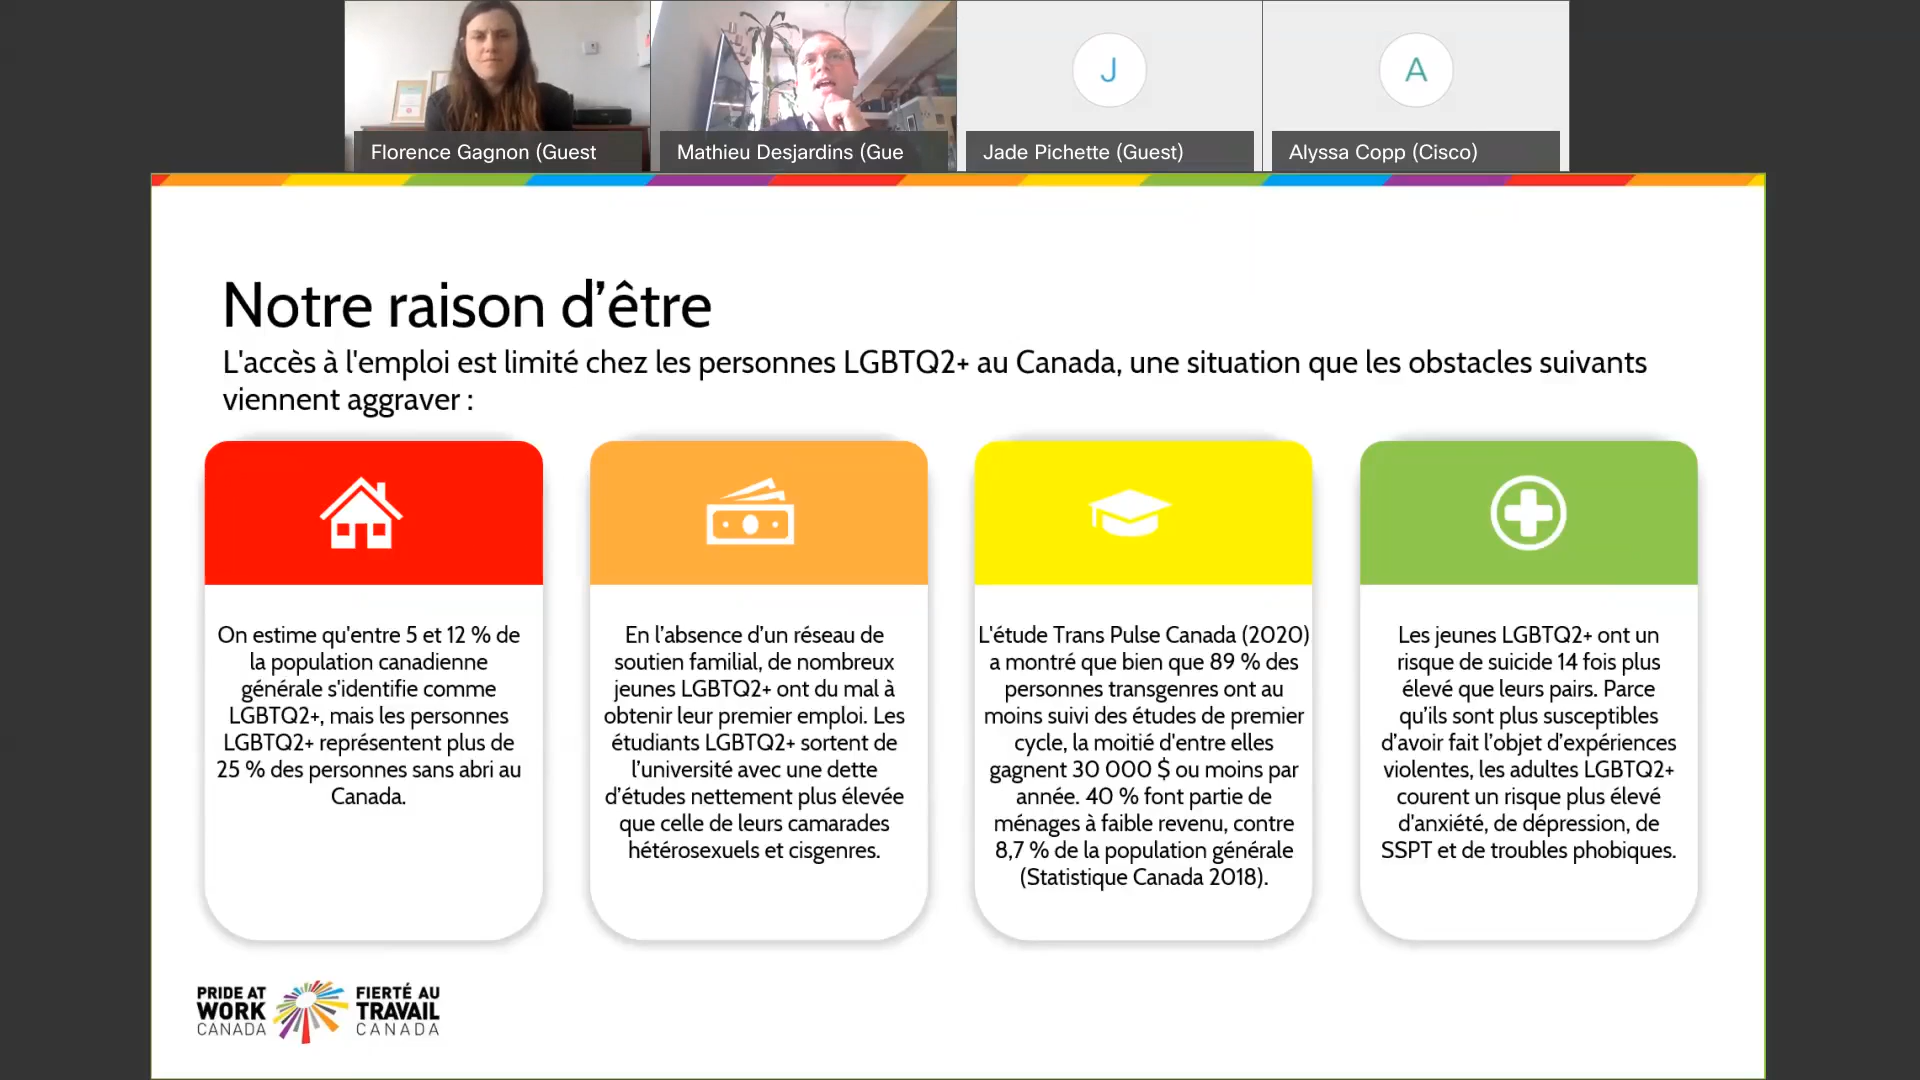 Florence Gagnon (Guest
Mathieu Desjardins (Gue
J
Jade Pichette (Guest)
A
Alyssa Copp (Cisco)
Notre raison d’être
L'accès à l'emploi est limité chez les personnes LGBTQ2+ au Canada, une situation que les obstacles suivants
viennent aggraver :
On estime qu'entre 5 et 12 % de
la population canadienne
générale s'identifie comme
LGBTQ2+, mais les personnes
LGBTQ2+ représentent plus de
25 % des personnes sans abri au
Canada.
En l’absence d’un réseau de
soutien familial, de nombreux
jeunes LGBTQ2+ ont du mal à
obtenir leur premier emploi. Les
étudiants LGBTQ2+ sortent de
l’université avec une dette
d’études nettement plus élevée
que celle de leurs camarades
hétérosexuels et cisgenres.
L'étude Trans Pulse Canada (2020)
a montré que bien que 89 % des
personnes transgenres ont au
moins suivi des études de premier
cycle, la moitié d'entre elles
gagnent 30 000 $ ou moins par
année. 40 % font partie de
ménages à faible revenu, contre
8,7 % de la population générale
(Statistique Canada 2018).
Les jeunes LGBTQ2+ ont un
risque de suicide 14 fois plus
élevé que leurs pairs. Parce
qu’ils sont plus susceptibles
d’avoir fait l’objet d’expériences
violentes, les adultes LGBTQ2+
courent un risque plus élevé
d'anxiété, de dépression, de
SSPT et de troubles phobiques.
PRIDE AT
WORK
CANADA
FIERTÉ AU
TRAVAIL
CANADA